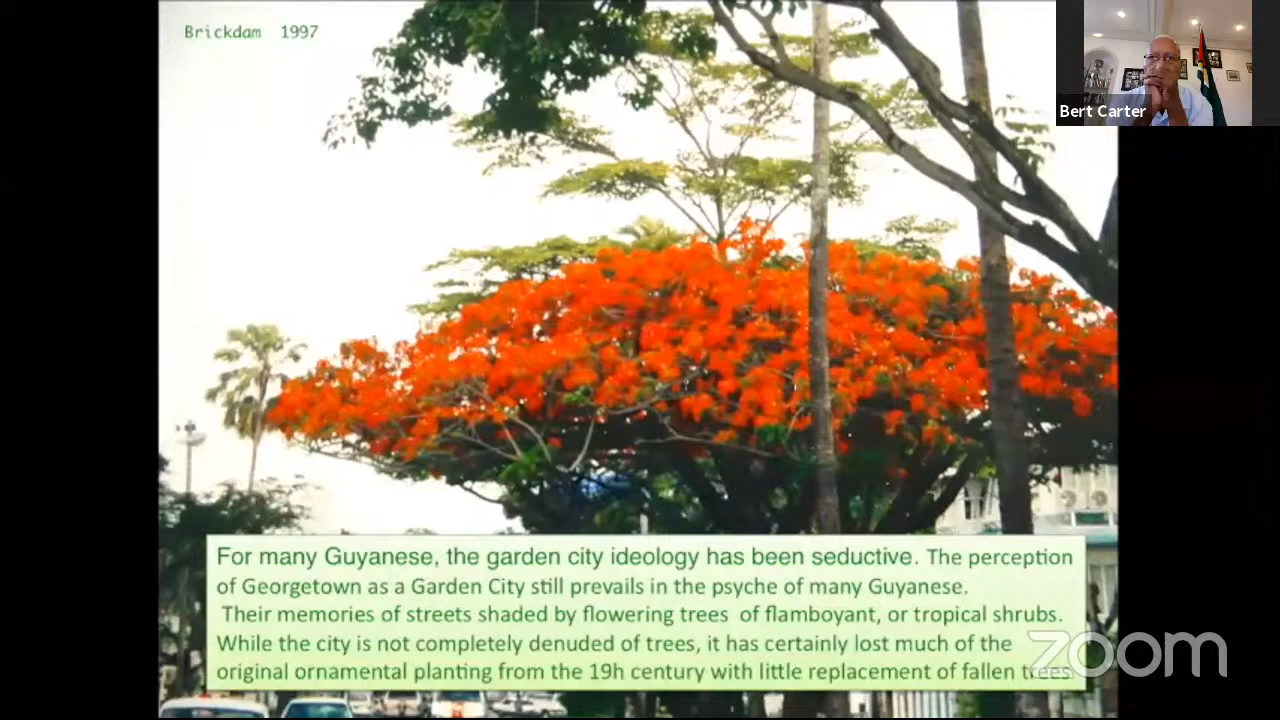 Brickdam 1997
Bert Carter
For many Guyanese, the garden city ideology has been seductive. The perception
of Georgetown as a Garden City still prevails in the psyche of many Guyanese.
Their memories of streets shaded by flowering trees of flamboyant, or tropical shrubs.
While the city is not completely denuded of trees, it has certainly lost much of the
original ornamental planting from the 19h century with little replacement of fallen trees
zoom